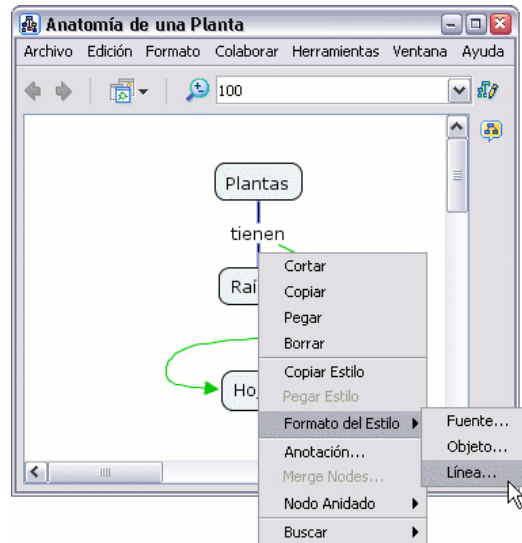 Anatomía de una Planta
Archivo Edición Formato Colaborar Herramientas Ventana Ayuda
100
Plantas
tienen
Raí
Ho
Cortar
Copiar
Pegar
Borrar
Copiar Estilo
Pegar Estilo
Formato del Estilo
Fuente...
Objeto...
Línea...
Anotación...
Merge Nodes...
Nodo Anidado
Buscar